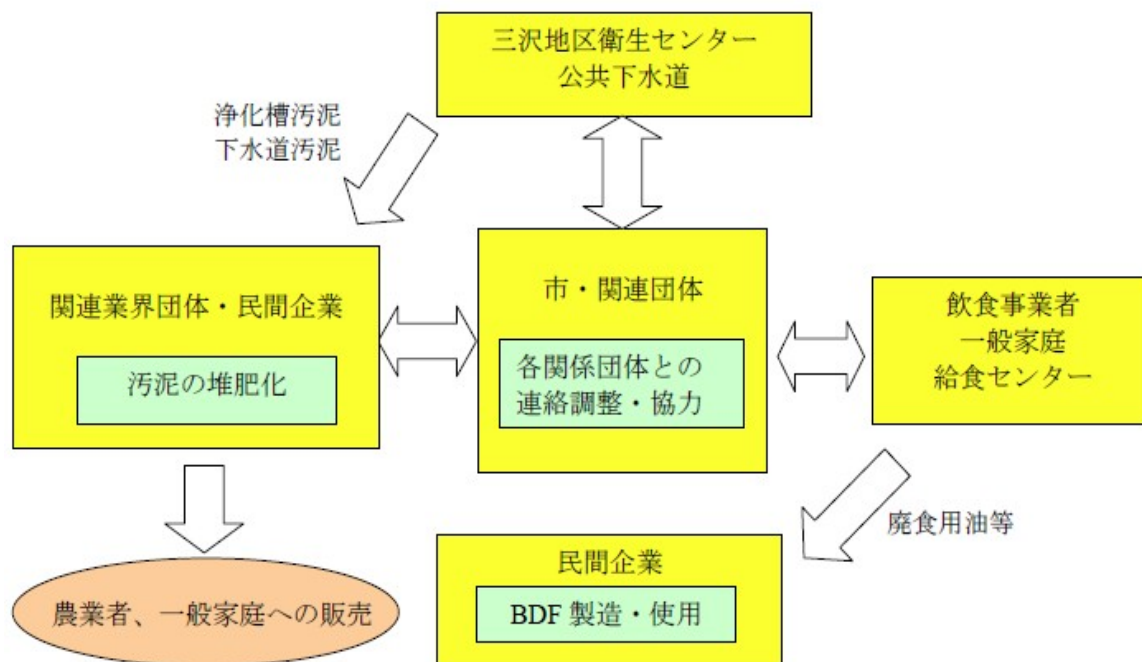 三沢地区衛生センター
公共下水道
浄化槽汚泥
下水道汚泥
関連業界団体・民間企業
汚泥の堆肥化
市・関連団体
各関係団体との
連絡調整・協力
飲食事業者
一般家庭
給食センター
廃食用油等
農業者、一般家庭への販売
民間企業
BDF 製造・使用